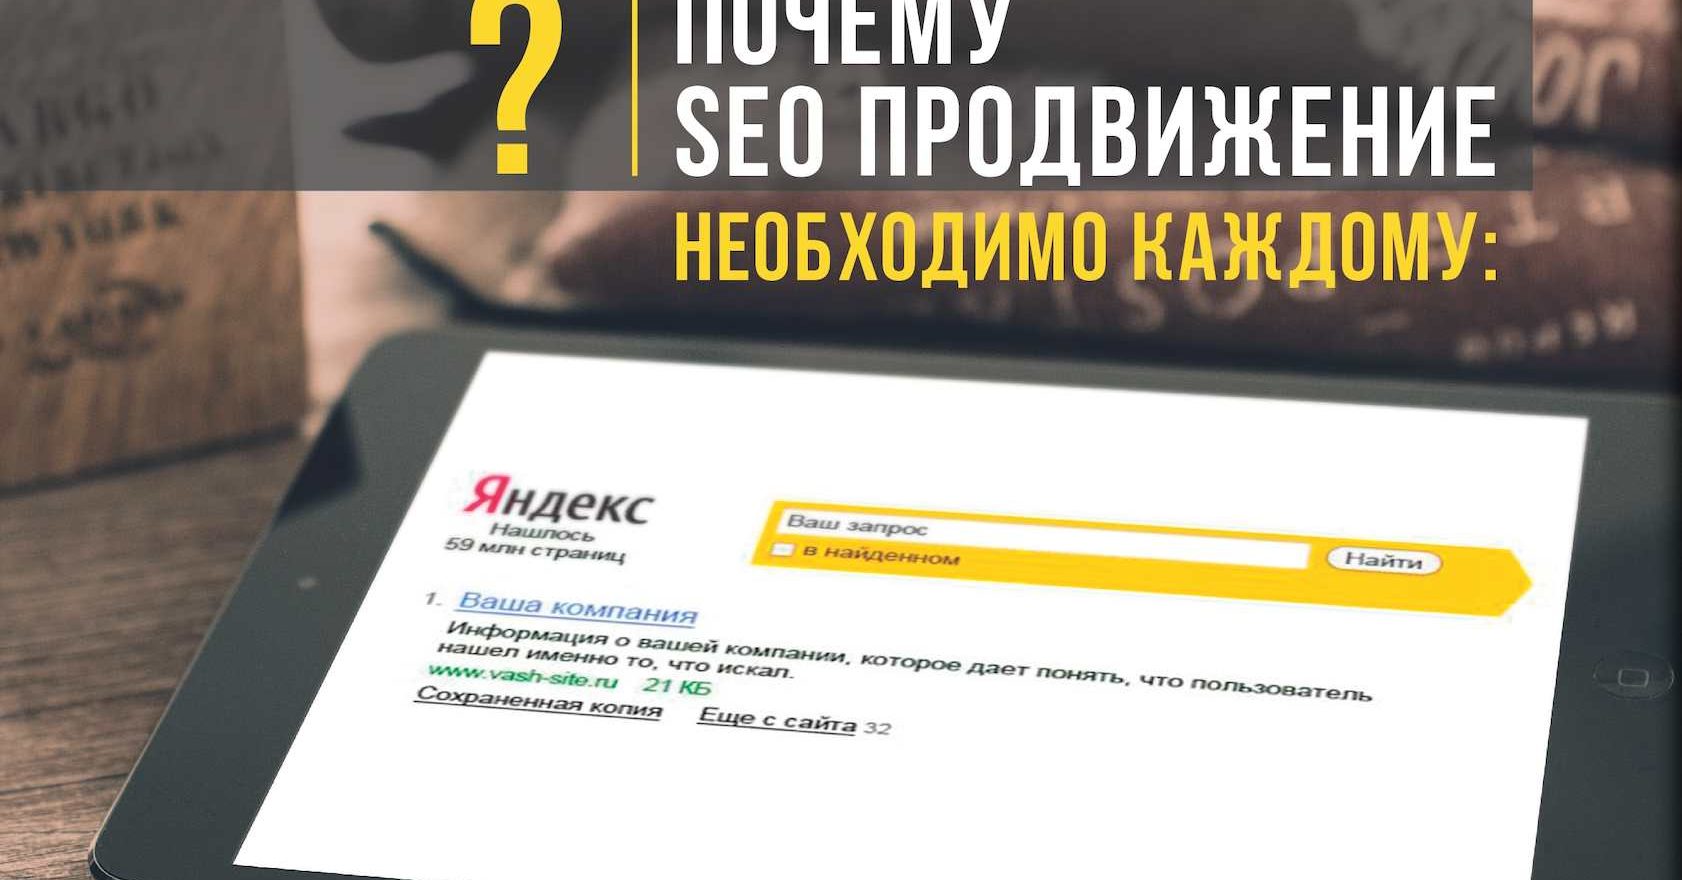 ?
ПОЧЕМУ
SEO ПРОДВИЖЕНИЕ
НЕОБХОДИМО КАЖДОМУ:
Яндекс
Нашлось
59 млн страниц
Ваш запрос
в найденном
Найти
1. Ваша компания
Информация о вашей компании, которое дает понять, что пользователь
нашел именно то, что искал.
www.vash-site.ru 21 КБ
Сохраненная копия Еще с сайта 32